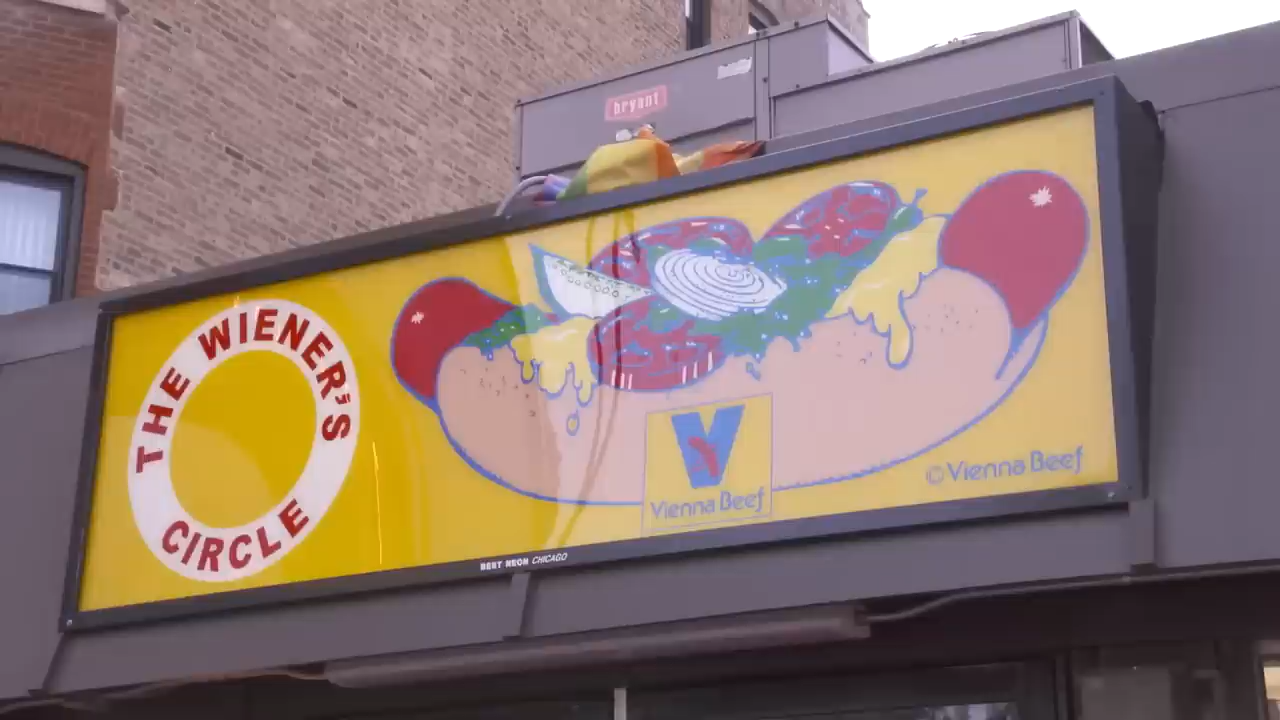 bryant
THE WIENER'S
CIRCLE
V
Vienna Beef
© Vienna Beef
BEST NEON CHICAGO